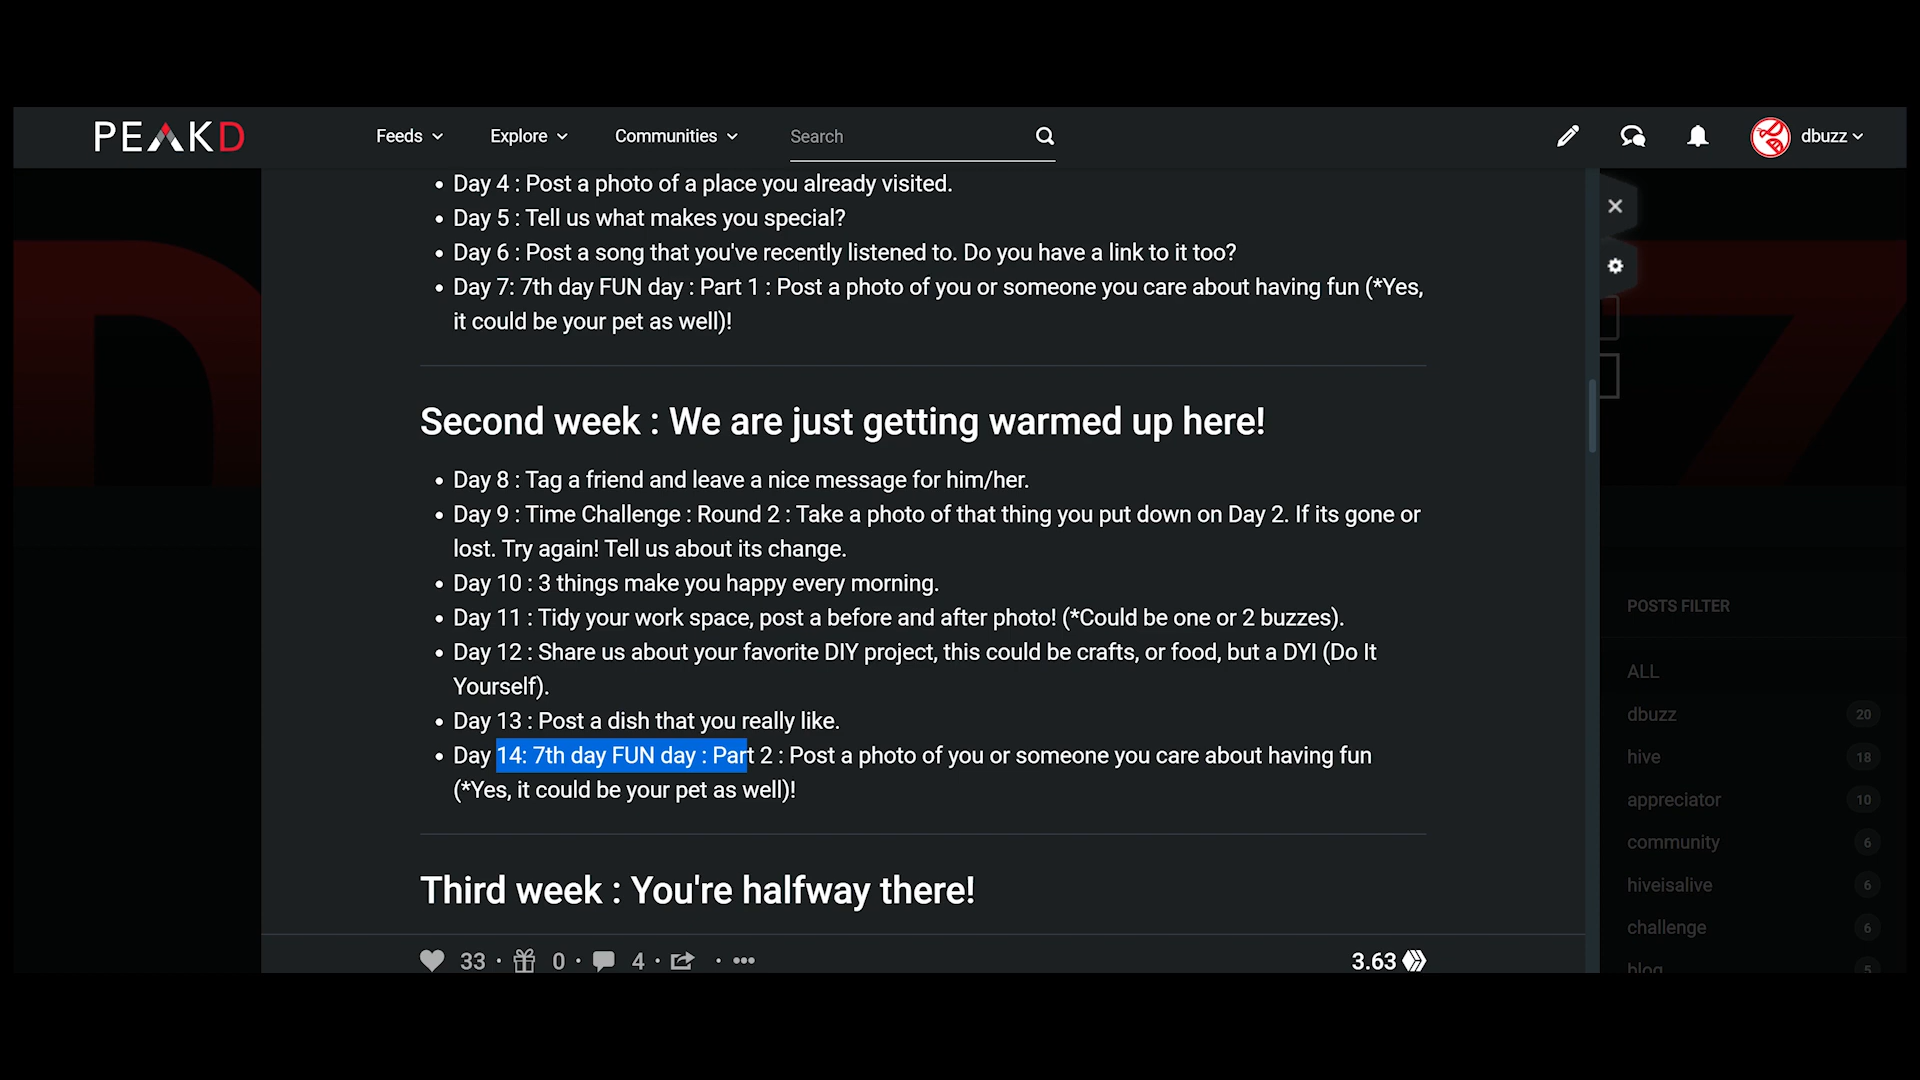 PEAKD
Feeds
Explore
Communities
Search
dbuzz
Day 4 : Post a photo of a place you already visited.
Day 5 : Tell us what makes you special?
Day 6 : Post a song that you've recently listened to. Do you have a link to it too?
Day 7: 7th day FUN day : Part 1 : Post a photo of you or someone you care about having fun (*Yes,
it could be your pet as well)!
Second week : We are just getting warmed up here!
Day 8 : Tag a friend and leave a nice message for him/her.
Day 9 : Time Challenge : Round 2 : Take a photo of that thing you put down on Day 2. If its gone or
lost. Try again! Tell us about its change.
Day 10 : 3 things make you happy every morning.
Day 11 : Tidy your work space, post a before and after photo! (*Could be one or 2 buzzes).
Day 12 : Share us about your favorite DIY project, this could be crafts, or food, but a DYI (Do It
Yourself).
Day 13 : Post a dish that you really like.
Day 14: 7th day FUN day : Part 2 : Post a photo of you or someone you care about having fun
(*Yes, it could be your pet as well)!
Third week : You're halfway there!
33 · 0 · 4 · · 3.63
POSTS FILTER
ALL
dbuzz 20
hive 18
appreciator 10
community 6
hiveisalive 6
challenge 6
blog 5